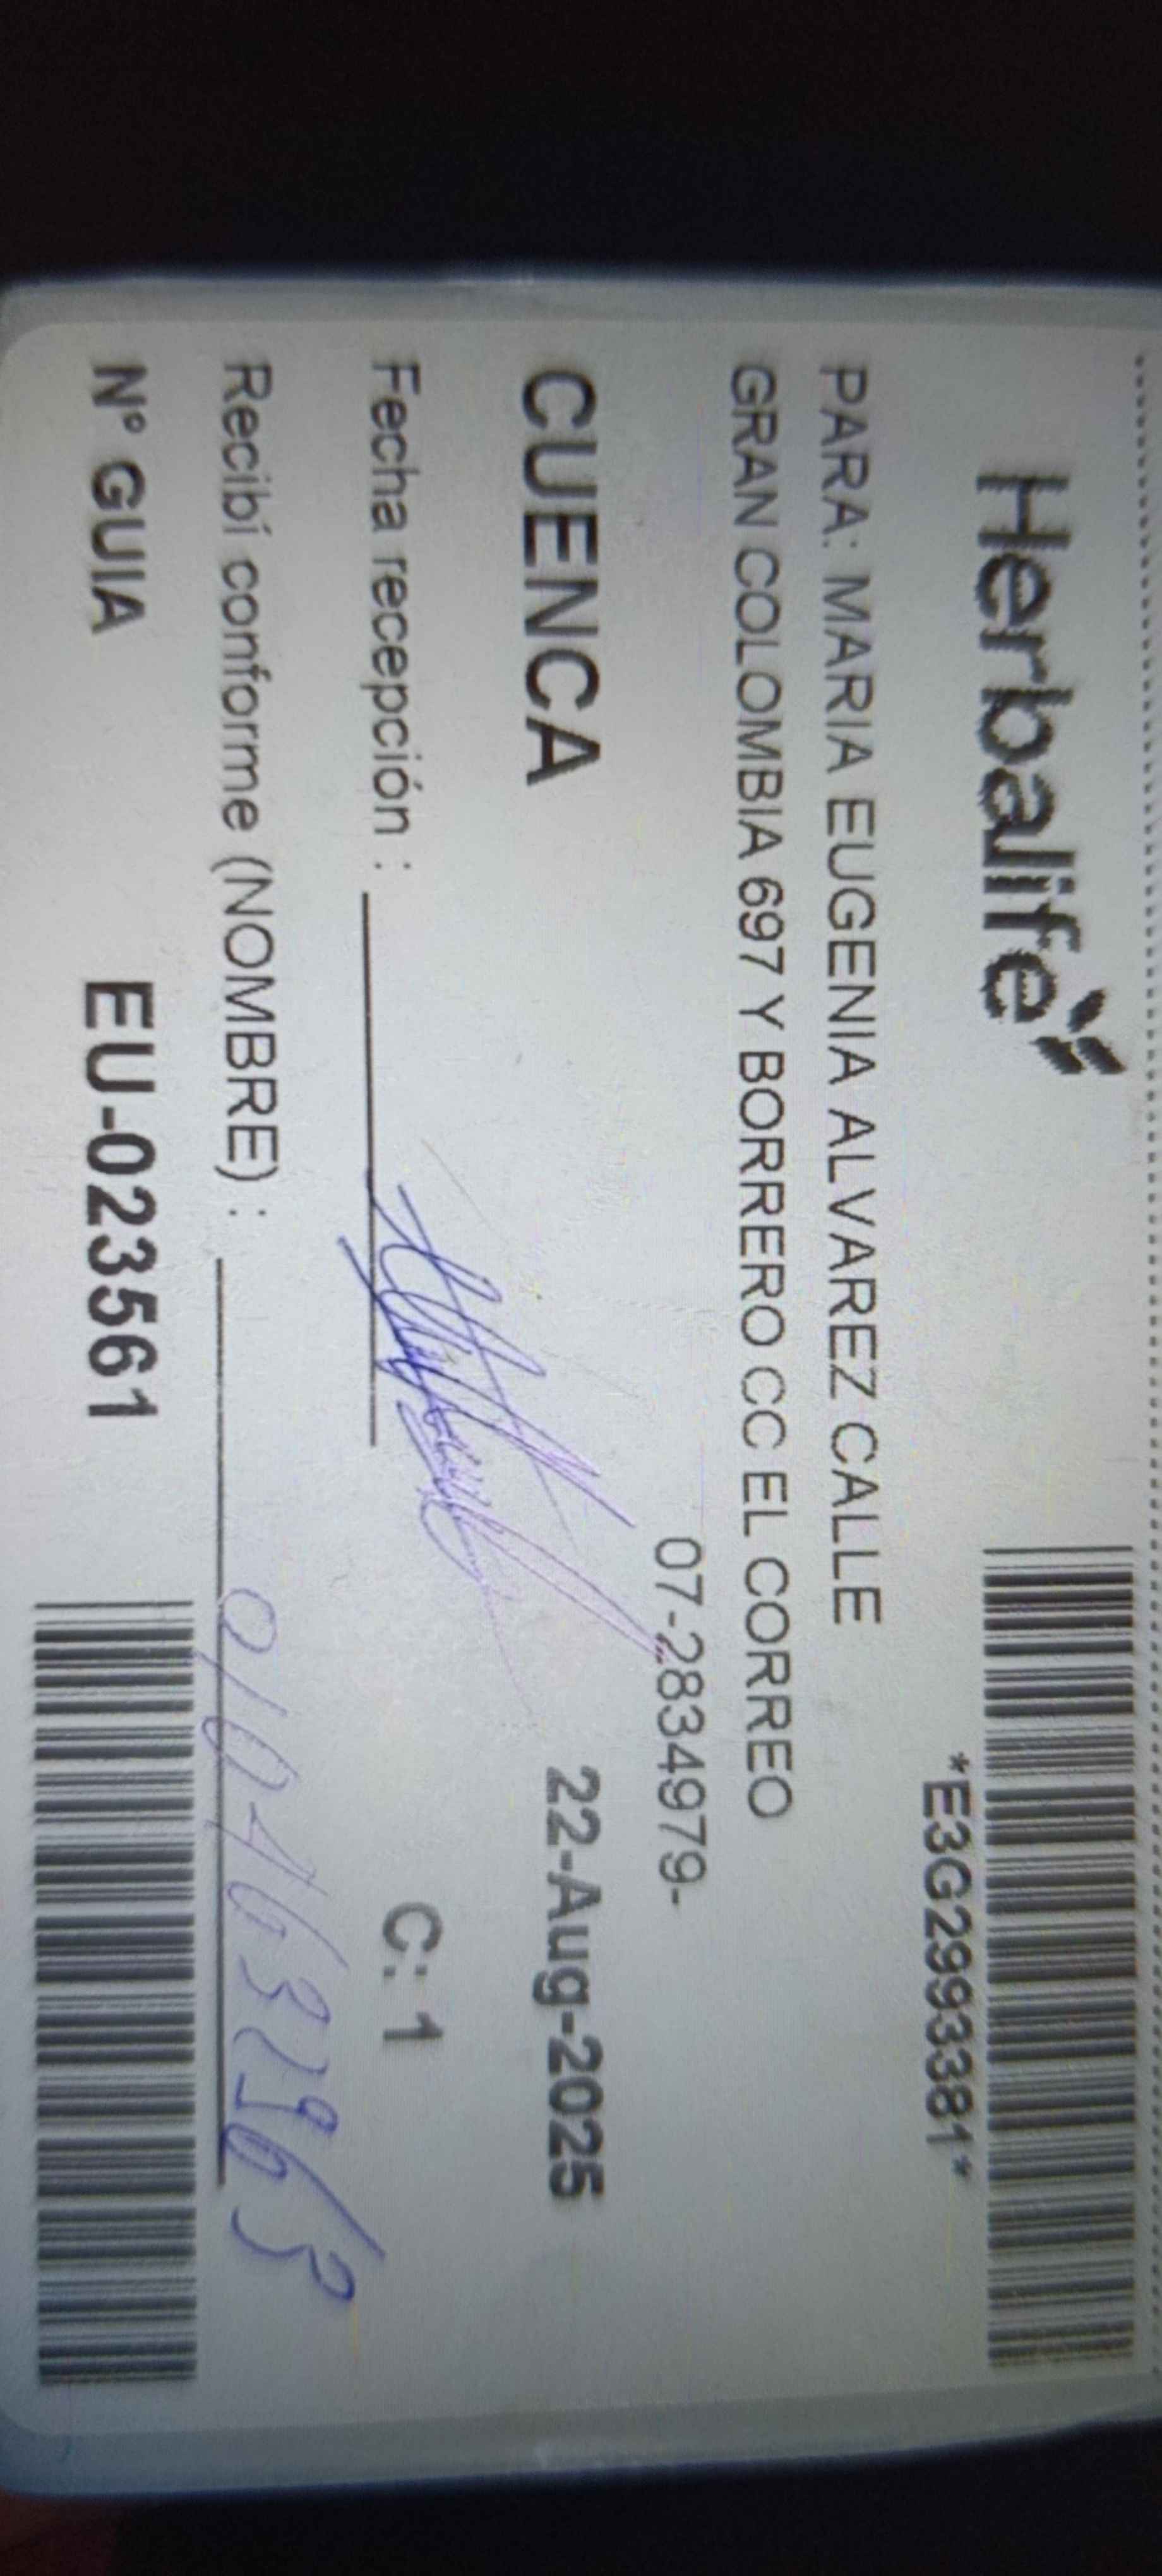 Herbalife
*E3G2993381*
PARA: MARIA EUGENIA ALVAREZ CALLE
GRAN COLOMBIA 697 Y BORRERO CC EL CORREO
07-2834979-
CUENCA 22-Aug-2025
Fecha recepción : C: 1
Recibí conforme (NOMBRE) :
Nº GUIA EU-023561